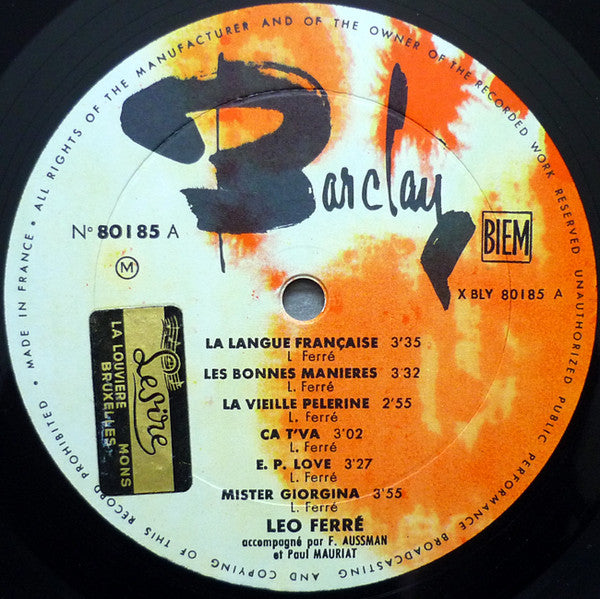 • MADE IN FRANCE • ALL RIGHTS OF THE MANUFACTURER AND OF THE OWNER OF THE RECORDED WORK RESERVED UNAUTHORIZED PUBLIC PERFORMANCE BROADCASTING AND COPYING OF THIS RECORD PROHIBITED
Barclay
N° 80185 A
BIEM
M
X BLY 80185 A
LA LANGUE FRANÇAISE 3'35
L. Ferré
LES BONNES MANIERES 3'32
L. Ferré
LA VIEILLE PELERINE 2'55
L. Ferré
CA T'VA 3'02
L. Ferré
E. P. LOVE 3'27
L. Ferré
MISTER GIORGINA 3'55
L. Ferré
LEO FERRÉ
accompagné par F. AUSSMAN
et Paul MAURIAT
Lesire
LA LOUVIERE MONS
BRUXELLES